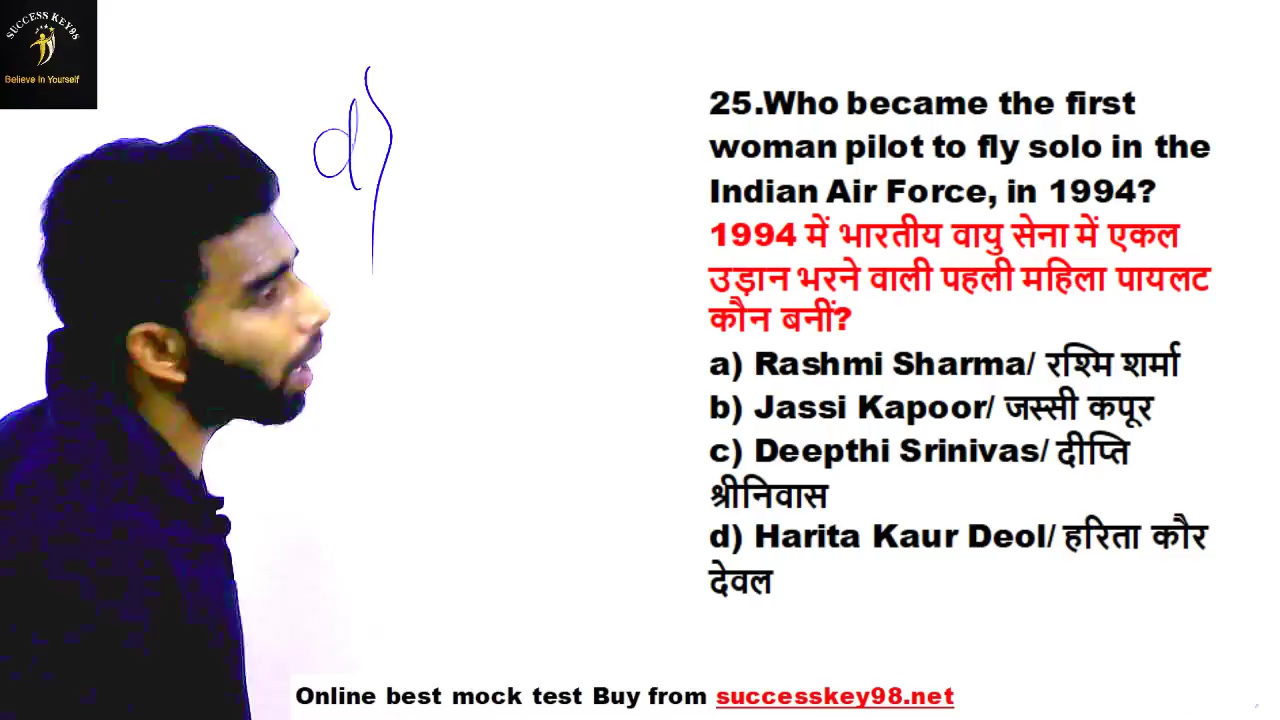 SUCCESS KEY98
Believe In Yourself
d)
25.Who became the first
woman pilot to fly solo in the
Indian Air Force, in 1994?
1994 में भारतीय वायु सेना में एकल
उड़ान भरने वाली पहली महिला पायलट
कौन बनीं?
a) Rashmi Sharma/ रश्मि शर्मा
b) Jassi Kapoor/ जस्सी कपूर
c) Deepthi Srinivas/ दीप्ति
श्रीनिवास
d) Harita Kaur Deol/ हरिता कौर
देवल
Online best mock test Buy from successkey98.net